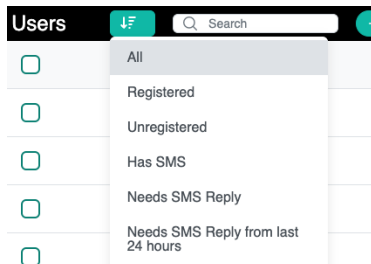 Users
Search
All
Registered
Unregistered
Has SMS
Needs SMS Reply
Needs SMS Reply from last
24 hours